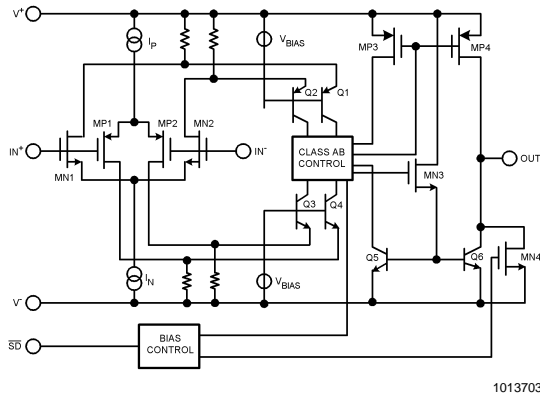 V+
IP
VBIAS
MP3
MP4
Q2
Q1
MP1
MP2
MN2
IN+
IN-
CLASS AB
CONTROL
OUT
MN1
MN3
Q3
Q4
IN
VBIAS
Q5
Q6
MN4
V-
SD
BIAS
CONTROL
1013703